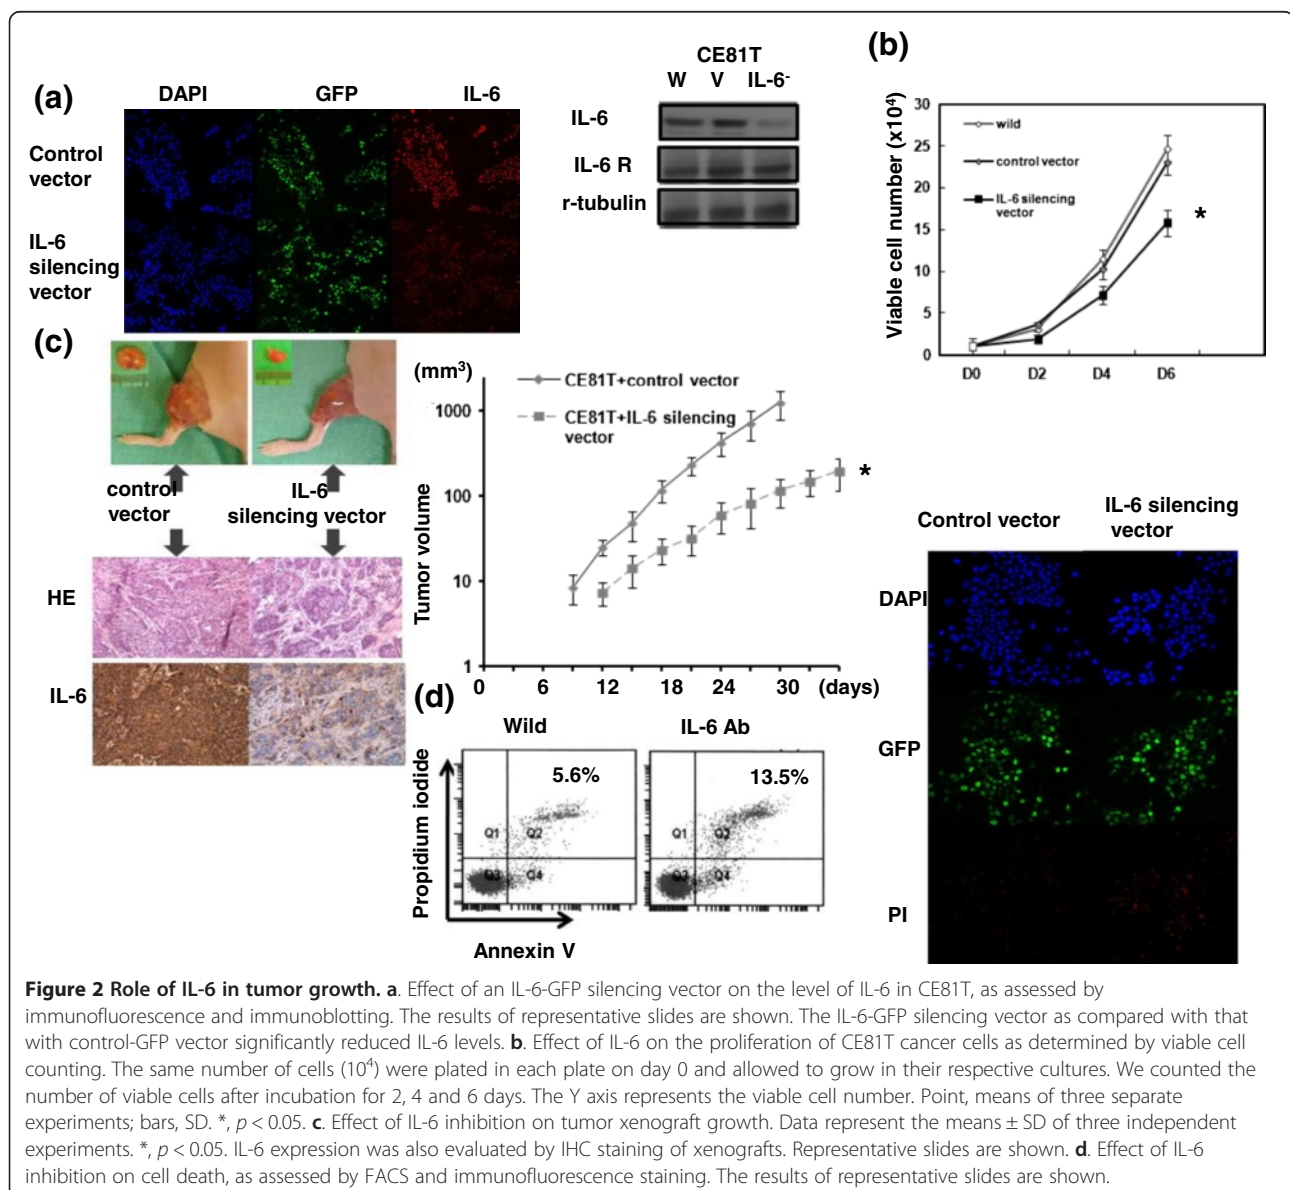 (a)
DAPI GFP IL-6
Control
vector
IL-6
silencing
vector
CE81T
W V IL-6-
IL-6
IL-6 R
r-tubulin
(b)
Viable cell number (x10⁴)
30
25
20
15
10
5
0
wild
control vector
IL-6 silencing
vector
*
D0 D2 D4 D6
(c)
control
vector
IL-6
silencing vector
HE
IL-6
(mm³)
Tumor volume
1000
100
10
1
CE81T+control vector
CE81T+IL-6 silencing
vector
*
0 6 12 18 24 30 (days)
(d)
Wild IL-6 Ab
Propidium iodide
5.6%
Q1 Q2
Q3 Q4
13.5%
Q1 Q2
Q3 Q4
Annexin V
Control vector
IL-6 silencing
vector
DAPI
GFP
PI
Figure 2 Role of IL-6 in tumor growth. a. Effect of an IL-6-GFP silencing vector on the level of IL-6 in CE81T, as assessed by
immunofluorescence and immunoblotting. The results of representative slides are shown. The IL-6-GFP silencing vector as compared with that
with control-GFP vector significantly reduced IL-6 levels. b. Effect of IL-6 on the proliferation of CE81T cancer cells as determined by viable cell
counting. The same number of cells (10⁴) were plated in each plate on day 0 and allowed to grow in their respective cultures. We counted the
number of viable cells after incubation for 2, 4 and 6 days. The Y axis represents the viable cell number. Point, means of three separate
experiments; bars, SD. *, p < 0.05. c. Effect of IL-6 inhibition on tumor xenograft growth. Data represent the means ± SD of three independent
experiments. *, p < 0.05. IL-6 expression was also evaluated by IHC staining of xenografts. Representative slides are shown. d. Effect of IL-6
inhibition on cell death, as assessed by FACS and immunofluorescence staining. The results of representative slides are shown.